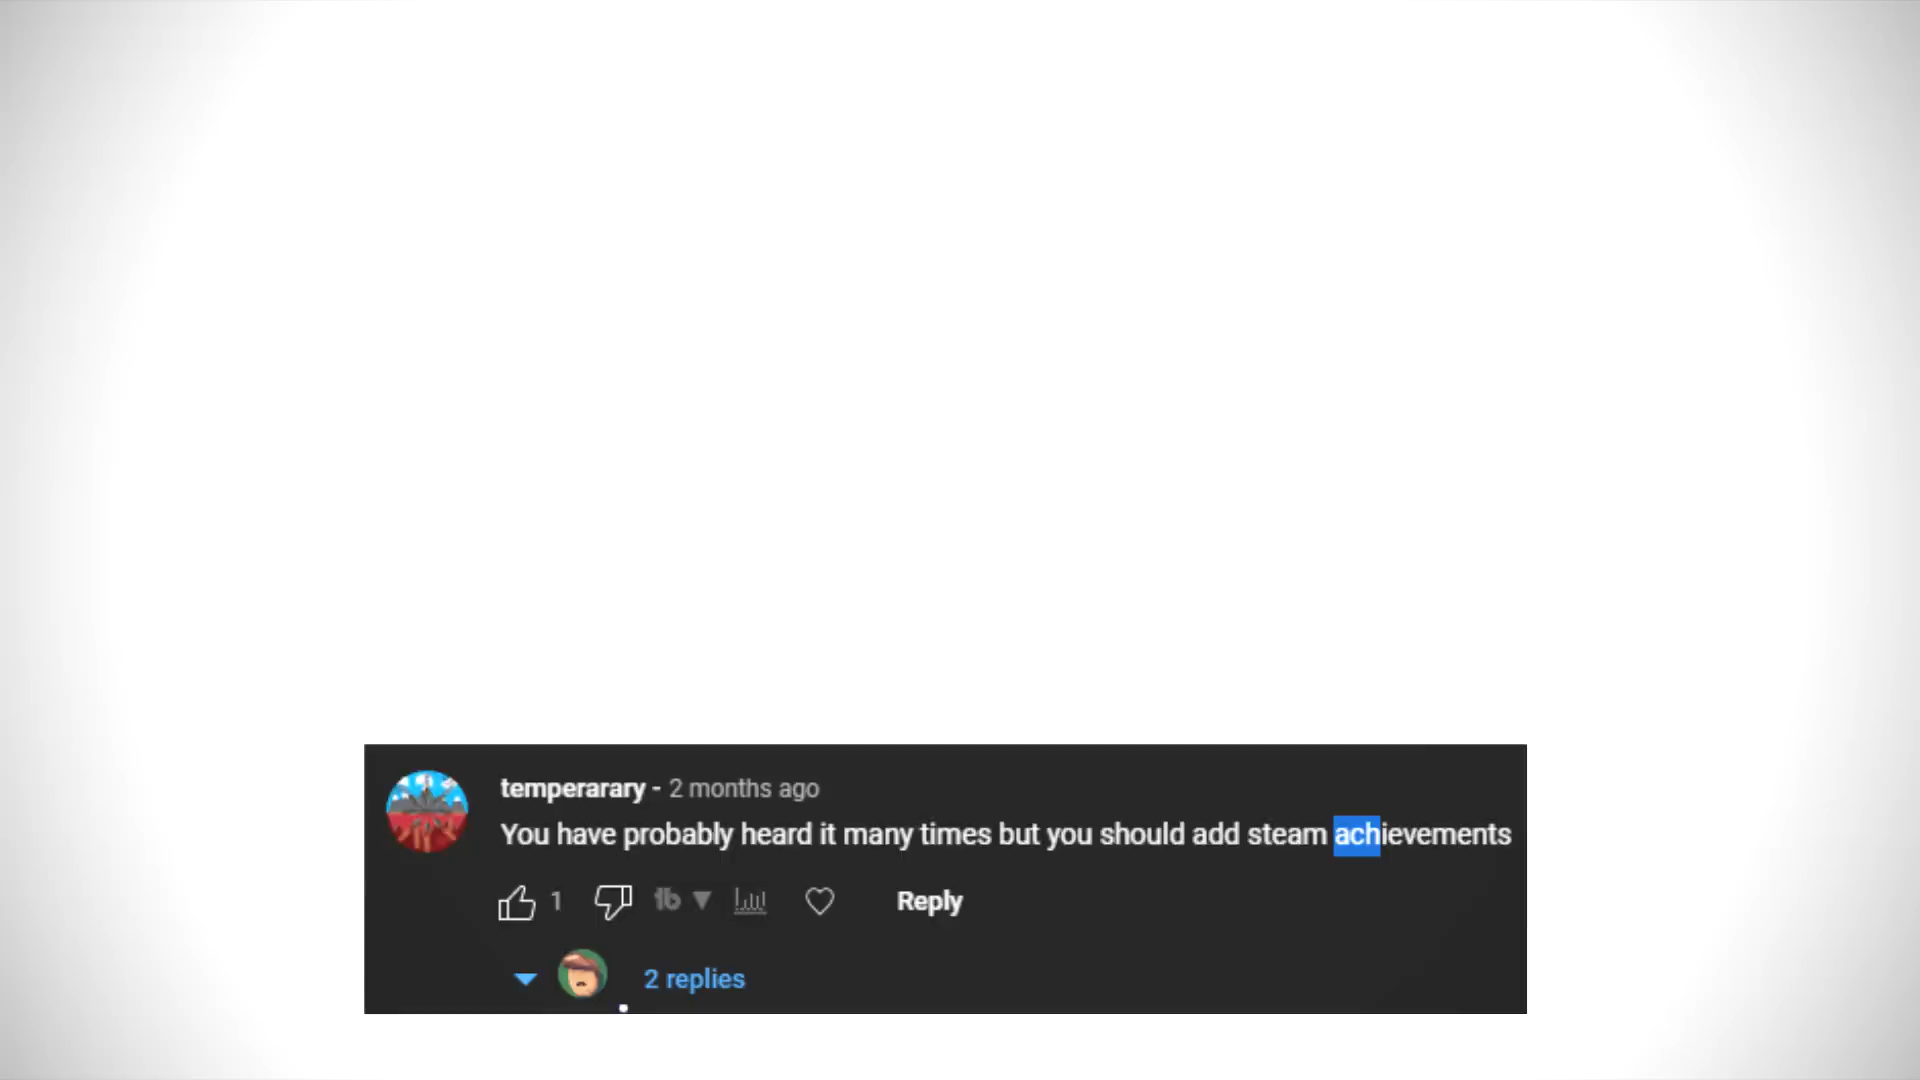 temperarary - 2 months ago
You have probably heard it many times but you should add steam achievements
1 tb Reply
2 replies